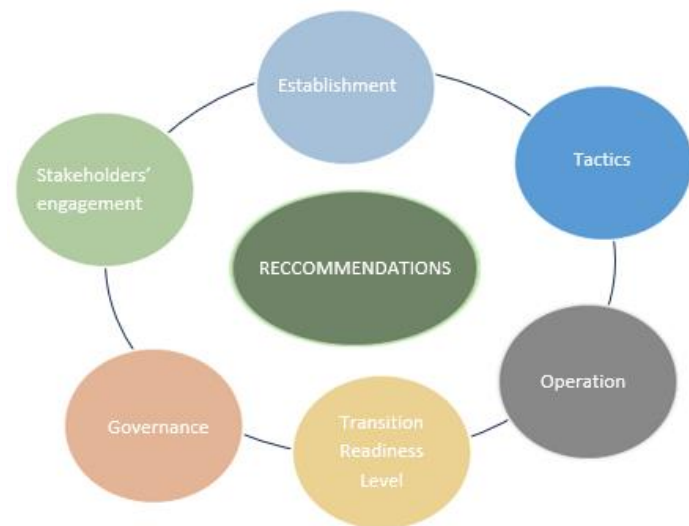 Establishment
Tactics
Stakeholders'
engagement
RECCOMMENDATIONS
Operation
Governance
Transition
Readiness
Level